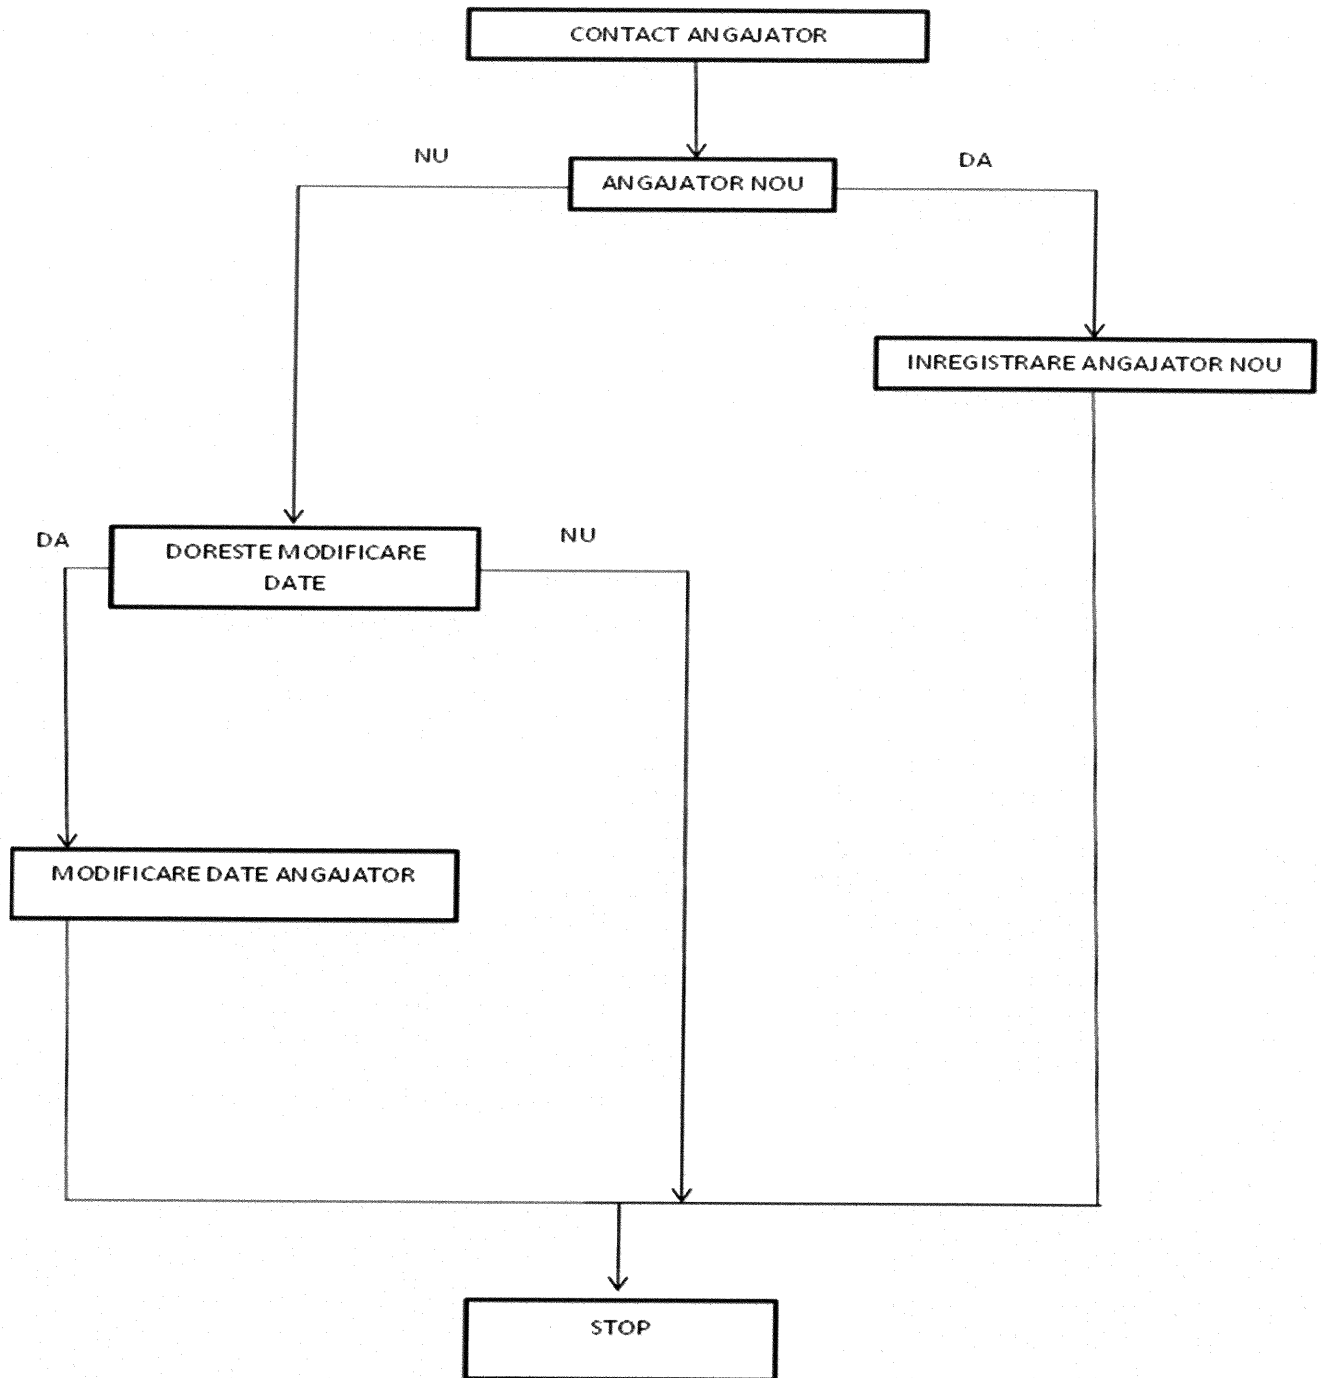 CONTACT ANGAJATOR
NU
DA
ANGAJATOR NOU
INREGISTRARE ANGAJATOR NOU
DA
NU
DORESTE MODIFICARE
DATE
MODIFICARE DATE ANGAJATOR
STOP